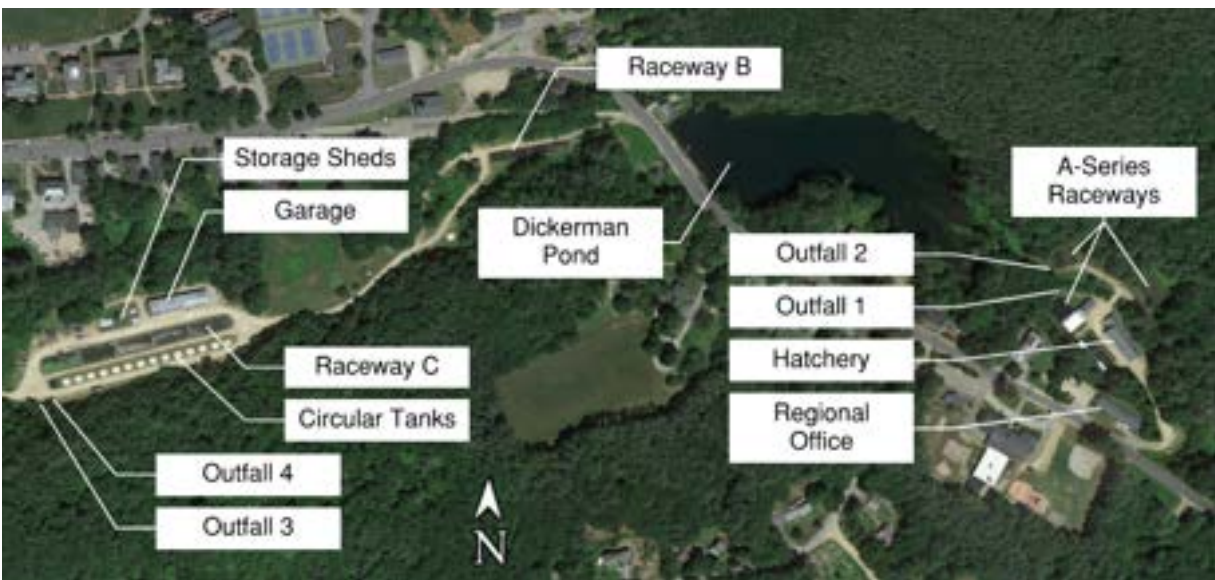 Raceway B
Storage Sheds
Garage
A-Series
Raceways
Dickerman
Pond
Outfall 2
Outfall 1
Hatchery
Raceway C
Circular Tanks
Regional
Office
Outfall 4
Outfall 3
N